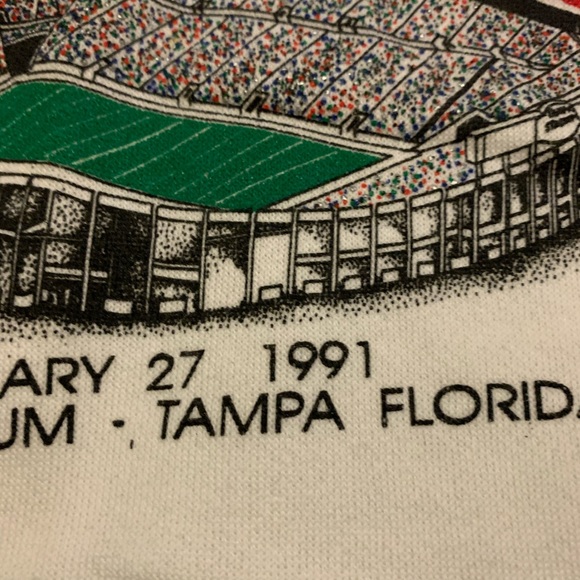 ARY 27 1991
UM - TAMPA FLORID